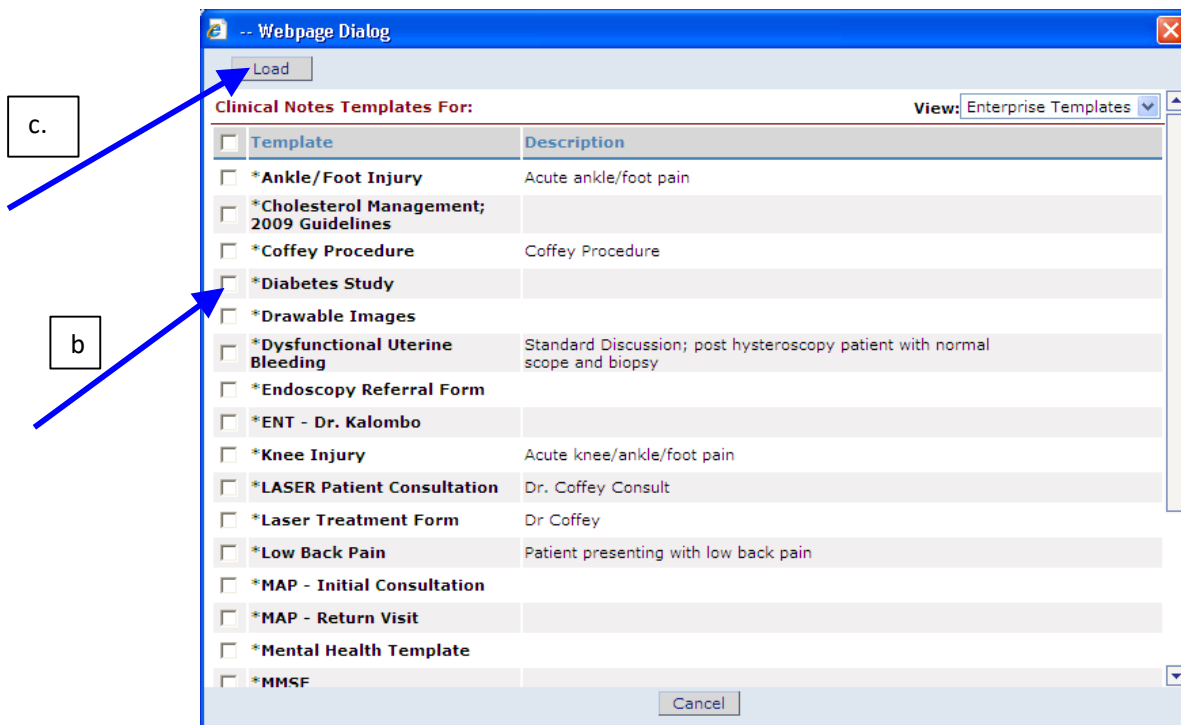 -- Webpage Dialog
Load
c.
Clinical Notes Templates For:
View: Enterprise Templates
Template Description
*Ankle/Foot Injury Acute ankle/foot pain
*Cholesterol Management;
2009 Guidelines
*Coffey Procedure Coffey Procedure
*Diabetes Study
*Drawable Images
b
*Dysfunctional Uterine
Bleeding
Standard Discussion; post hysteroscopy patient with normal
scope and biopsy
*Endoscopy Referral Form
*ENT - Dr. Kalombo
*Knee Injury Acute knee/ankle/foot pain
*LASER Patient Consultation Dr. Coffey Consult
*Laser Treatment Form Dr Coffey
*Low Back Pain Patient presenting with low back pain
*MAP - Initial Consultation
*MAP - Return Visit
*Mental Health Template
*MMSE
Cancel